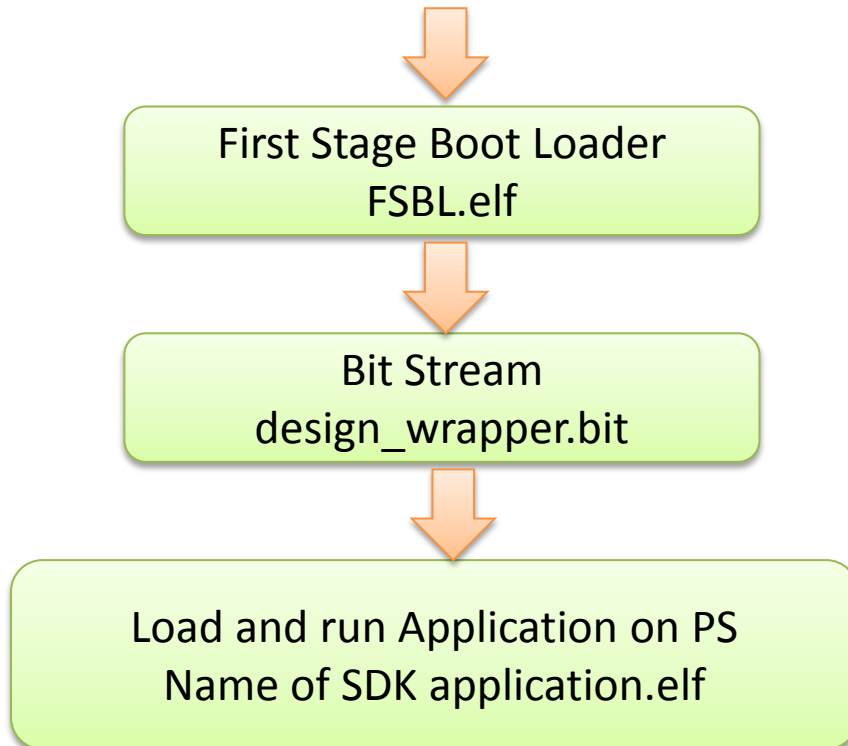 First Stage Boot Loader
FSBL.elf
Bit Stream
design_wrapper.bit
Load and run Application on PS
Name of SDK application.elf